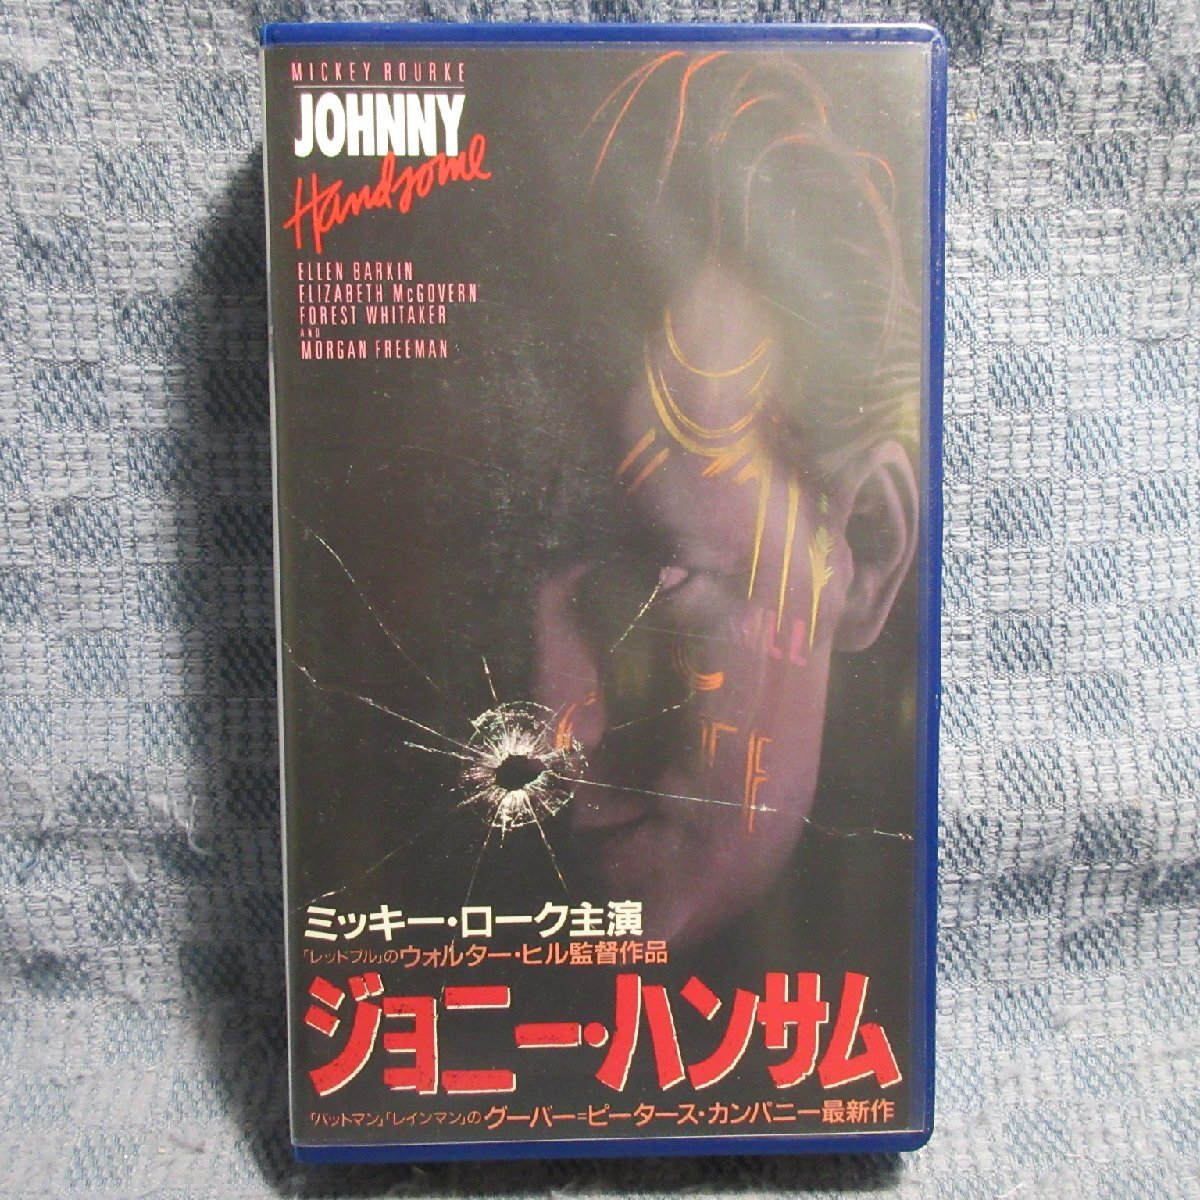 MICKEY ROURKE
JOHNNY
Handsome
ELLEN BARKIN
ELIZABETH McGOVERN
FOREST WHITAKER
AND
MORGAN FREEMAN
ミッキー・ローク主演
「レッドブル」のウォルター・ヒル監督作品
ジョニー・ハンサム
「バットマン」「レインマン」のグーバー=ピータース・カンパニー最新作